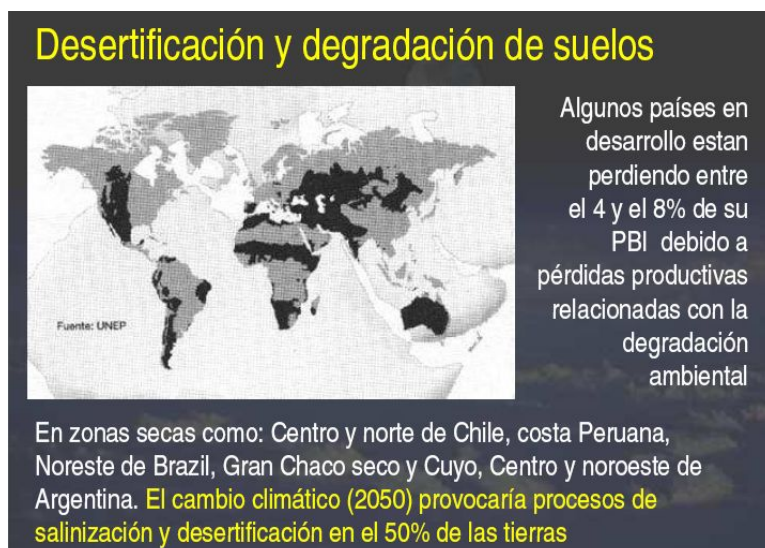 Desertificación y degradación de suelos
Algunos países en
desarrollo estan
perdiendo entre
el 4 y el 8% de su
PBI debido a
pérdidas productivas
relacionadas con la
degradación
ambiental
Fuente: UNEP
En zonas secas como: Centro y norte de Chile, costa Peruana,
Noreste de Brazil, Gran Chaco seco y Cuyo, Centro y noroeste de
Argentina. El cambio climático (2050) provocaría procesos de
salinización y desertificación en el 50% de las tierras